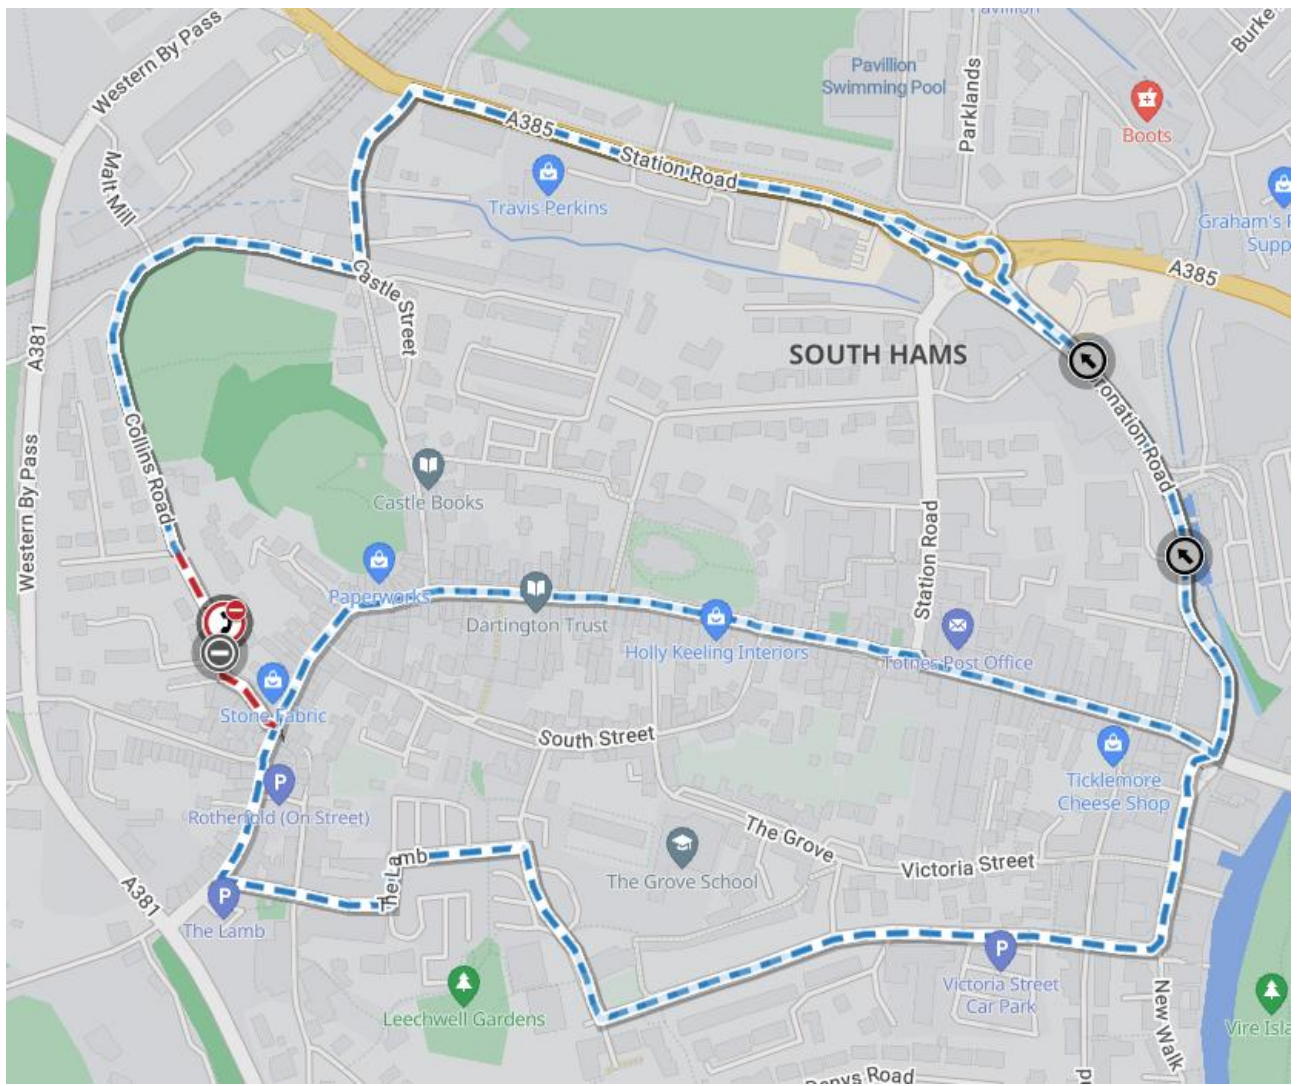 Western By Pass
Pavillion
Burke
Pavillion
Swimming Pool
Parklands
Boots
A385
Station Road
Malt Mill
Travis Perkins
Graham's
A385
Castle Street
A381
SOUTH HAMS
Collins Road
Western By Pass
ronation Road
Castle Books
Station Road
Paperworks
Dartington Trust
Holly Keeling Interiors
Totnes Post Office
Stone Fabric
South Street
Ticklemore
Cheese Shop
P
Rotherfold (On Street)
The Grove
The Lamb
Victoria Street
The Grove School
A381
P
The Lamb
P
Victoria Street
Car Park
Leechwell Gardens
New Walk
Vire Isla
Denys Road